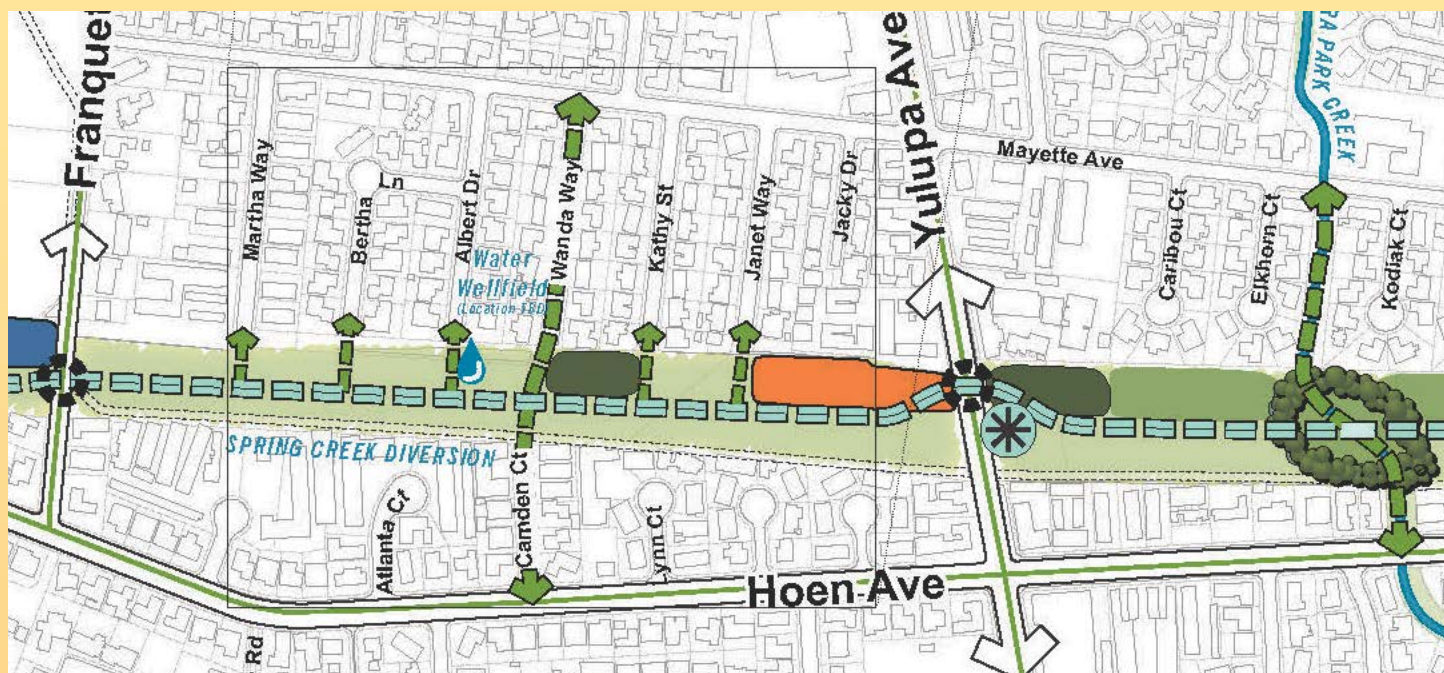 Franquet
Martha Way
Bertha
Ln
Albert Dr
Water
Wellfield
(Location TBD)
Wanda Way
Kathy St
Janet Way
Jacky Dr
Yulupa Ave
Mayette Ave
Caribou Ct
Elkhorn Ct
RA PARK CREEK
Kodiak Ct
SPRING CREEK DIVERSION
Atlanta Ct
Camden Ct
Lynn Ct
Hoen Ave
Rd